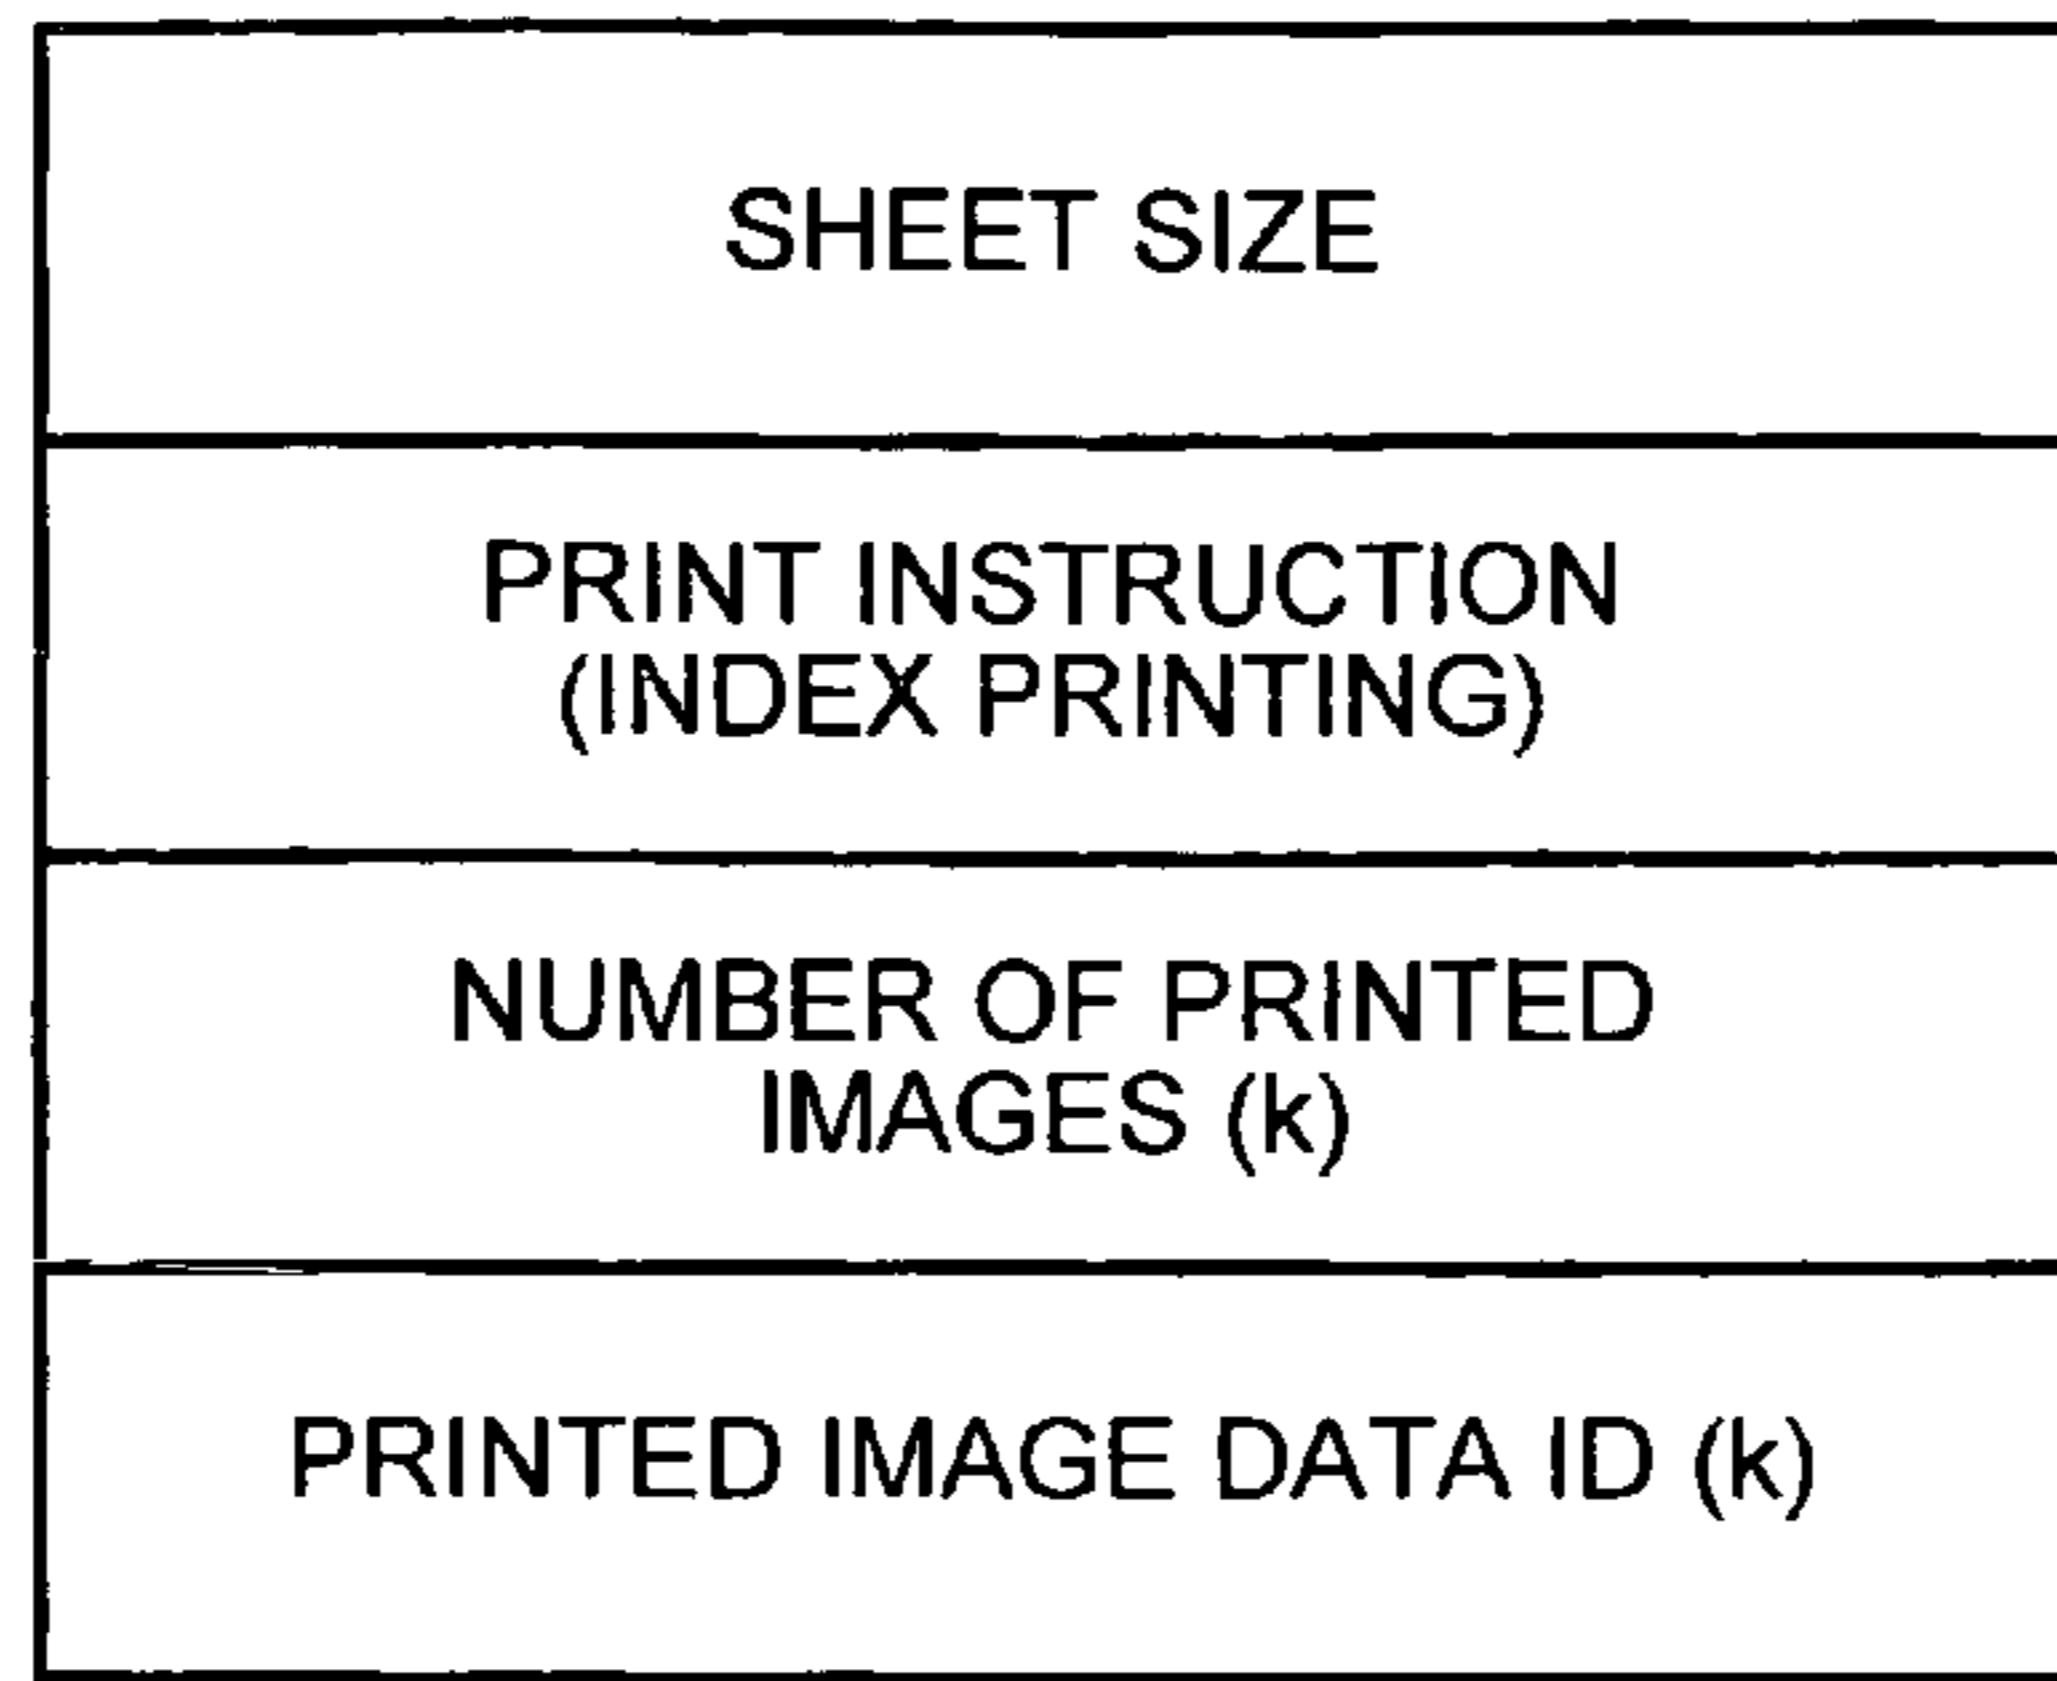 SHEET SIZE
PRINT INSTRUCTION
(INDEX PRINTING)
NUMBER OF PRINTED
IMAGES (k)
PRINTED IMAGE DATA ID (k)